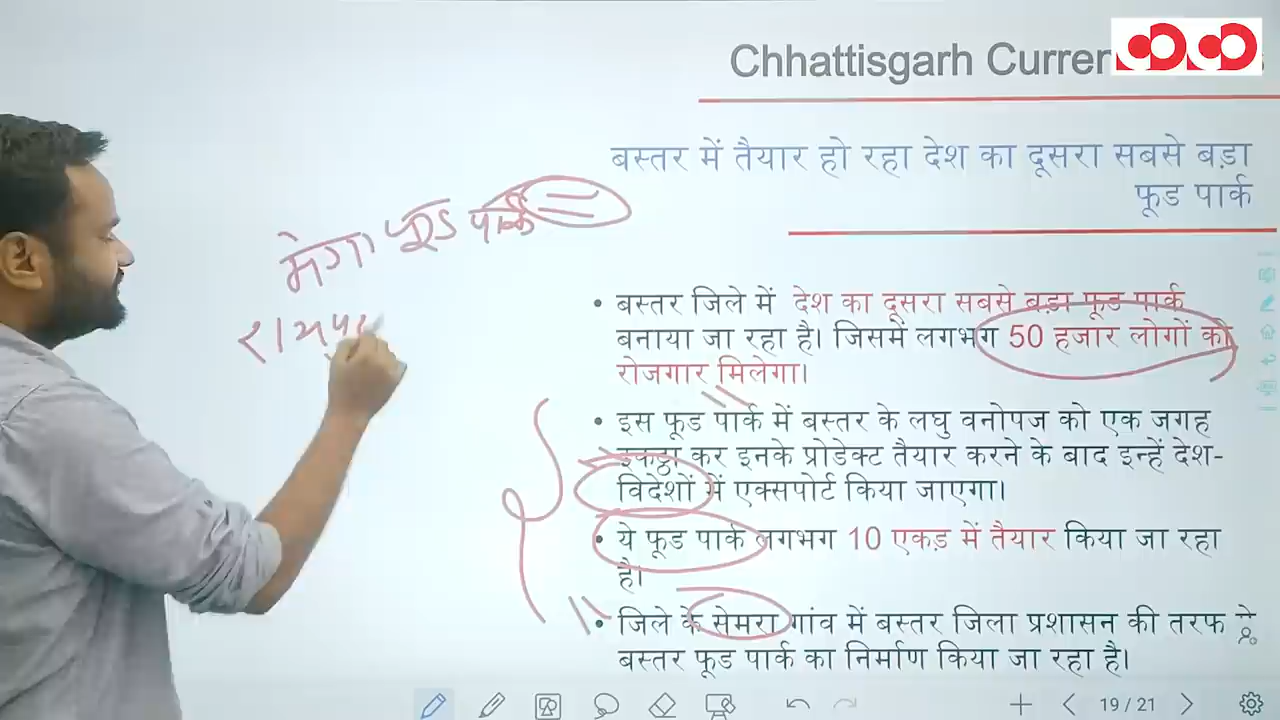 Chhattisgarh Curren
बस्तर में तैयार हो रहा देश का दूसरा सबसे बड़ा
फूड पार्क
मेगा फूड पार्क
रायपुर
• बस्तर जिले में देश का दूसरा सबसे बड़ा फूड पार्क
बनाया जा रहा है। जिसमें लगभग 50 हजार लोगों को
रोजगार मिलेगा।
• इस फूड पार्क में बस्तर के लघु वनोपज को एक जगह
इकठ्ठा कर इनके प्रोडेक्ट तैयार करने के बाद इन्हें देश-
विदेशों में एक्सपोर्ट किया जाएगा।
• ये फूड पार्क लगभग 10 एकड़ में तैयार किया जा रहा
है।
• जिले के सेमरा गांव में बस्तर जिला प्रशासन की तरफ से
बस्तर फूड पार्क का निर्माण किया जा रहा है।
19 / 21